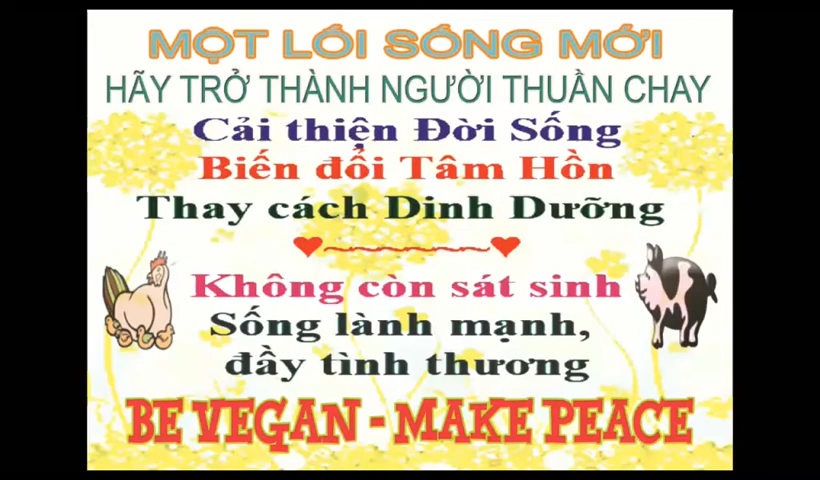 MỘT LỐI SỐNG MỚI
HÃY TRỞ THÀNH NGƯỜI THUẦN CHAY
Cải thiện Đời Sống
Biến đổi Tâm Hồn
Thay cách Dinh Dưỡng
Không còn sát sinh
Sống lành mạnh,
đầy tình thương
BE VEGAN - MAKE PEACE